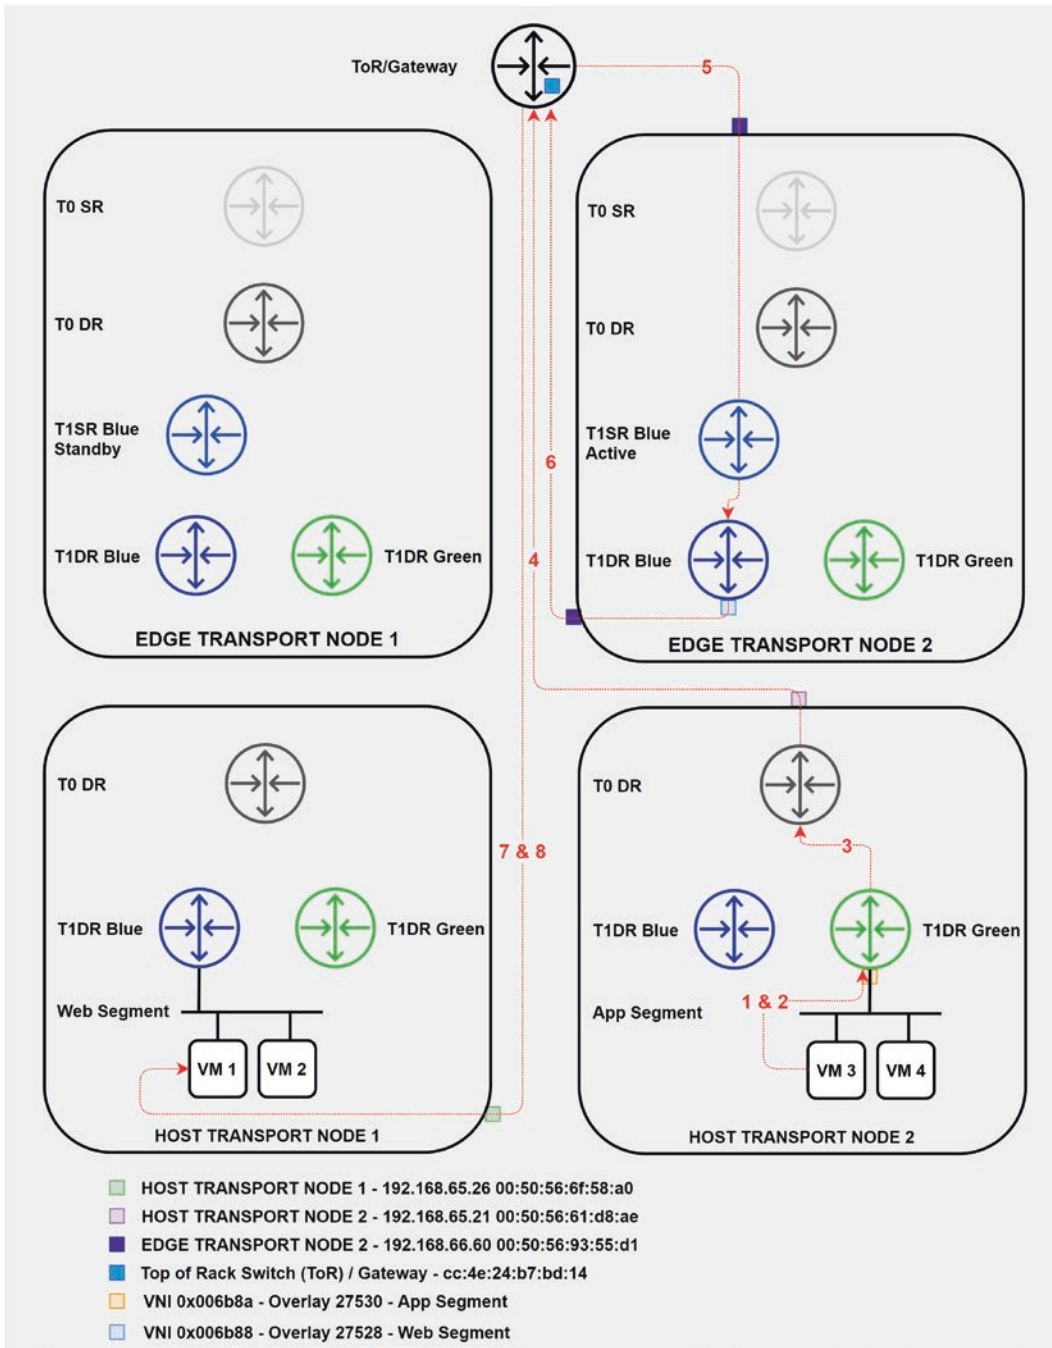 ToR/Gateway
5
T0 SR
T0 DR
T1SR Blue
Standby
T1DR Blue
T1DR Green
EDGE TRANSPORT NODE 1
T0 SR
T0 DR
T1SR Blue
Active
T1DR Blue
T1DR Green
EDGE TRANSPORT NODE 2
6
4
T0 DR
7 & 8
T1DR Blue
T1DR Green
Web Segment
VM 1
VM 2
HOST TRANSPORT NODE 1
T0 DR
3
T1DR Blue
T1DR Green
1 & 2
App Segment
VM 3
VM 4
HOST TRANSPORT NODE 2
HOST TRANSPORT NODE 1 - 192.168.65.26 00:50:56:6f:58:a0
HOST TRANSPORT NODE 2 - 192.168.65.21 00:50:56:61:d8:ae
EDGE TRANSPORT NODE 2 - 192.168.66.60 00:50:56:93:55:d1
Top of Rack Switch (ToR) / Gateway - cc:4e:24:b7:bd:14
VNI 0x006b8a - Overlay 27530 - App Segment
VNI 0x006b88 - Overlay 27528 - Web Segment